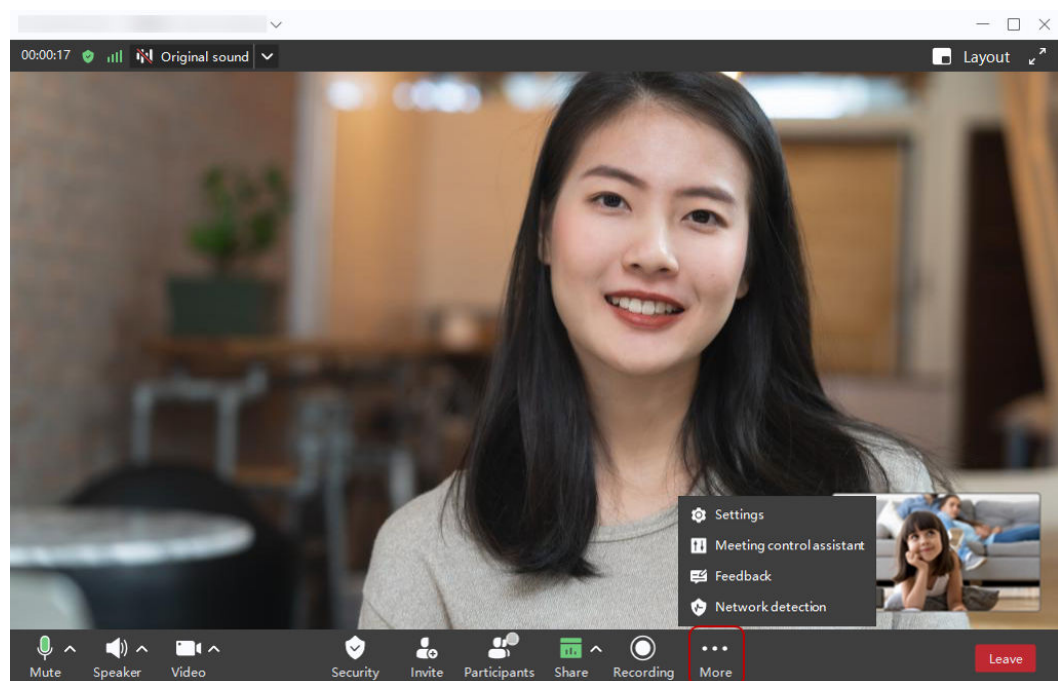 00:00:17 Original sound Layout
Settings
Meeting control assistant
Feedback
Network detection
Mute Speaker Video Security Invite Participants Share Recording More Leave